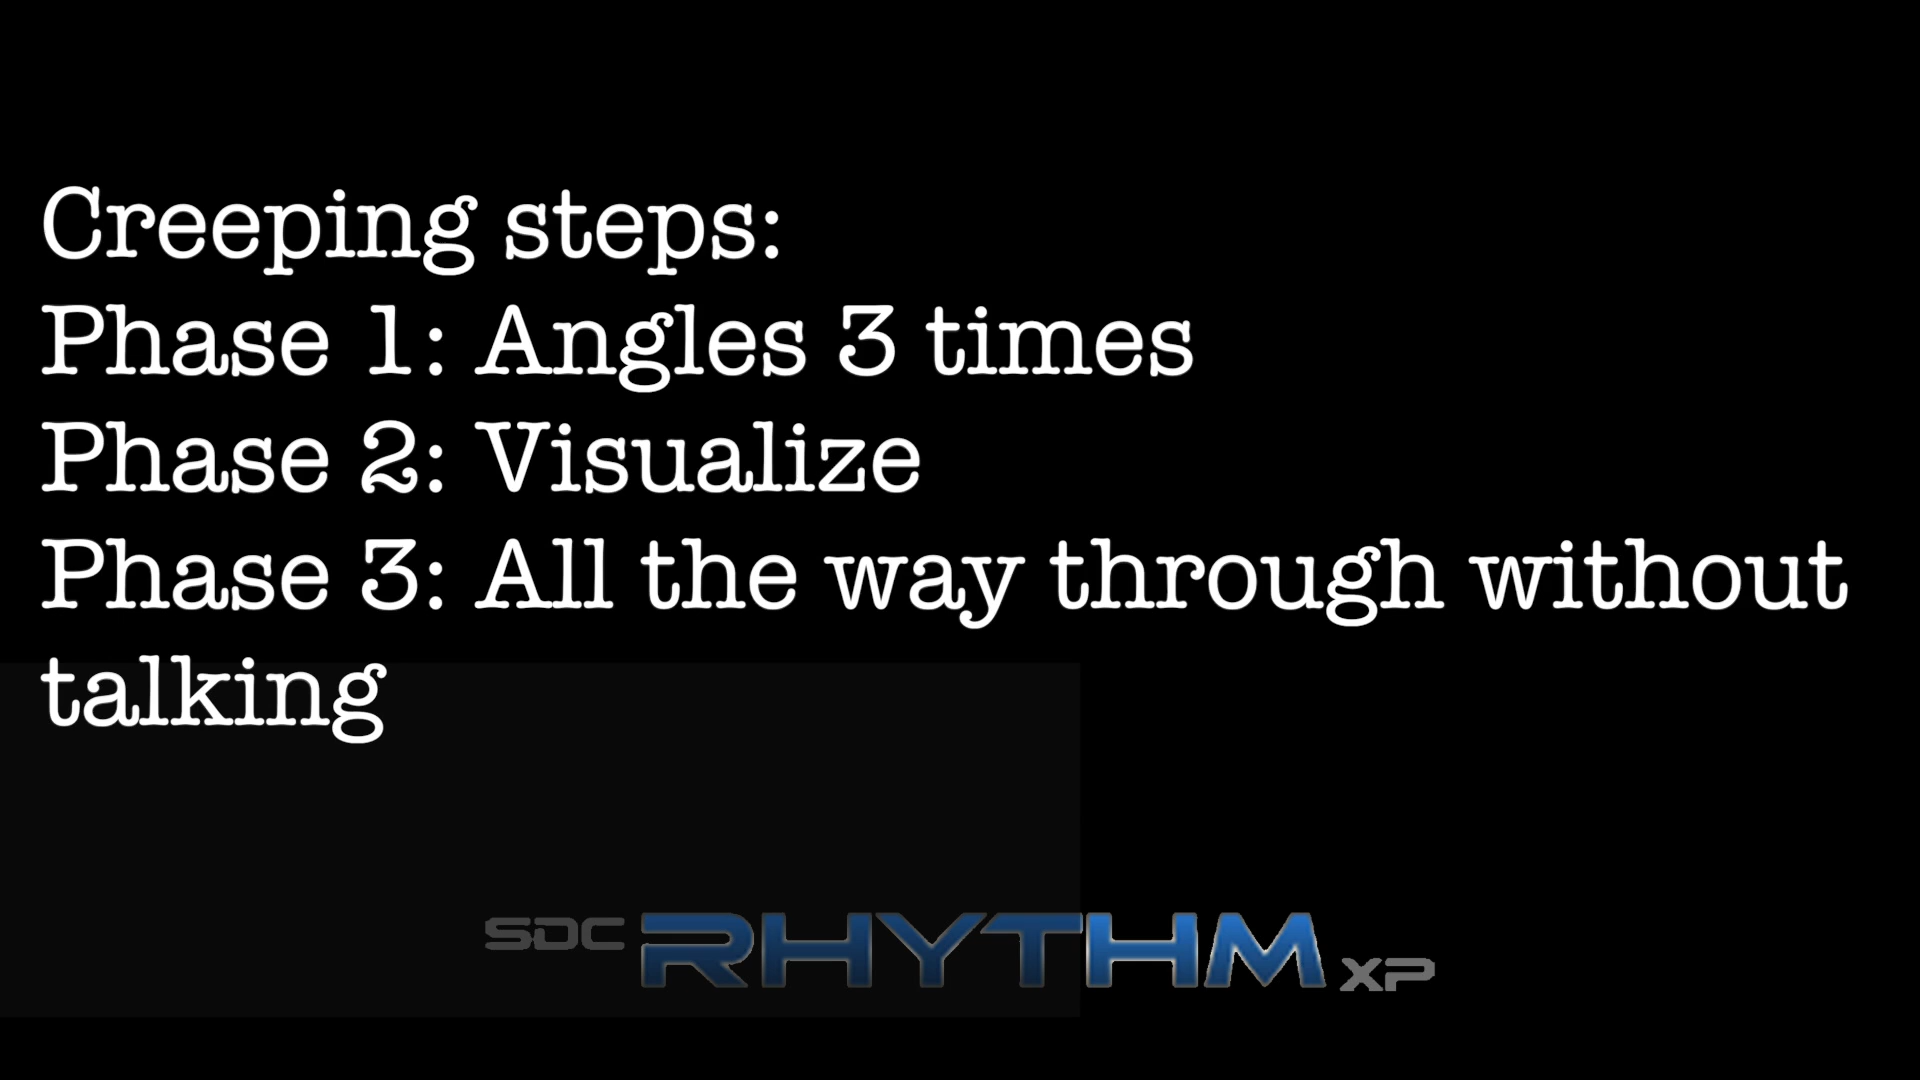 Creeping steps:
Phase 1: Angles 3 times
Phase 2: Visualize
Phase 3: All the way through without
talking
SDC RHYTHM XP